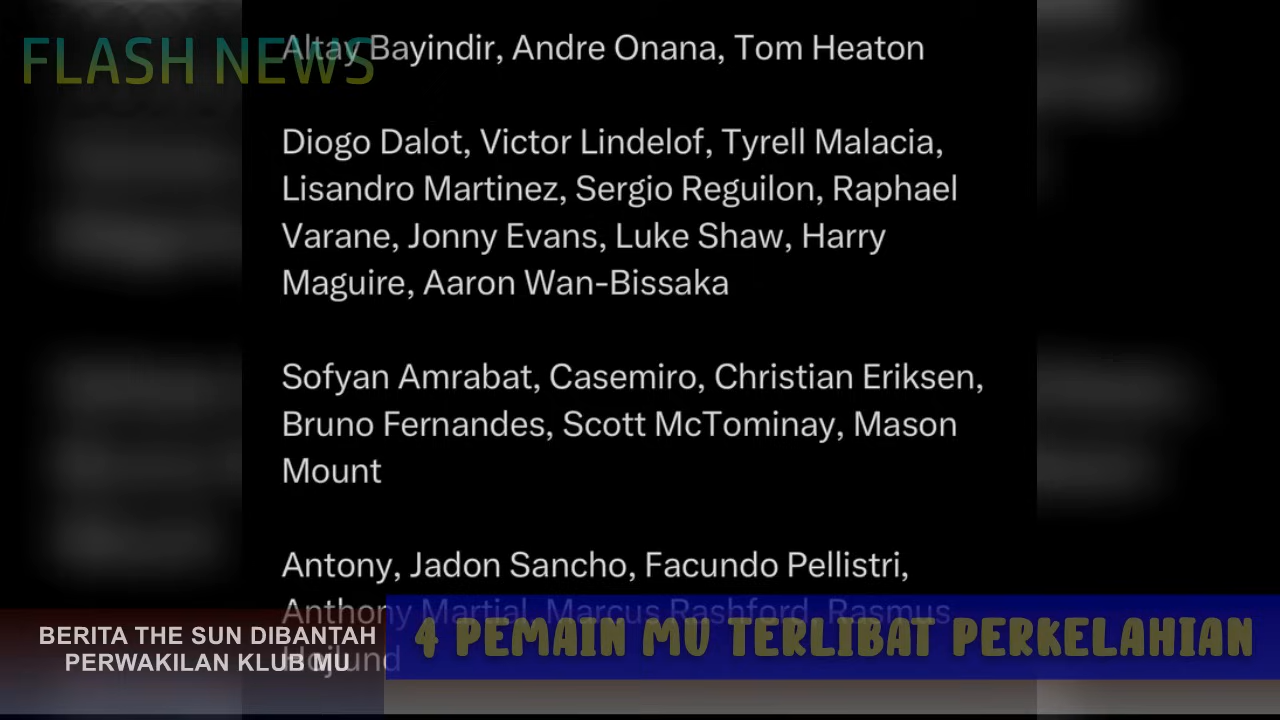 FLASH NEWS
Altay Bayindir, Andre Onana, Tom Heaton
Diogo Dalot, Victor Lindelof, Tyrell Malacia,
Lisandro Martinez, Sergio Reguilon, Raphael
Varane, Jonny Evans, Luke Shaw, Harry
Maguire, Aaron Wan-Bissaka
Sofyan Amrabat, Casemiro, Christian Eriksen,
Bruno Fernandes, Scott McTominay, Mason
Mount
Antony, Jadon Sancho, Facundo Pellistri,
Anthony Martial, Marcus Rashford, Rasmus
Hojlund
BERITA THE SUN DIBANTAH
PERWAKILAN KLUB MU
4 PEMAIN MU TERLIBAT PERKELAHIAN